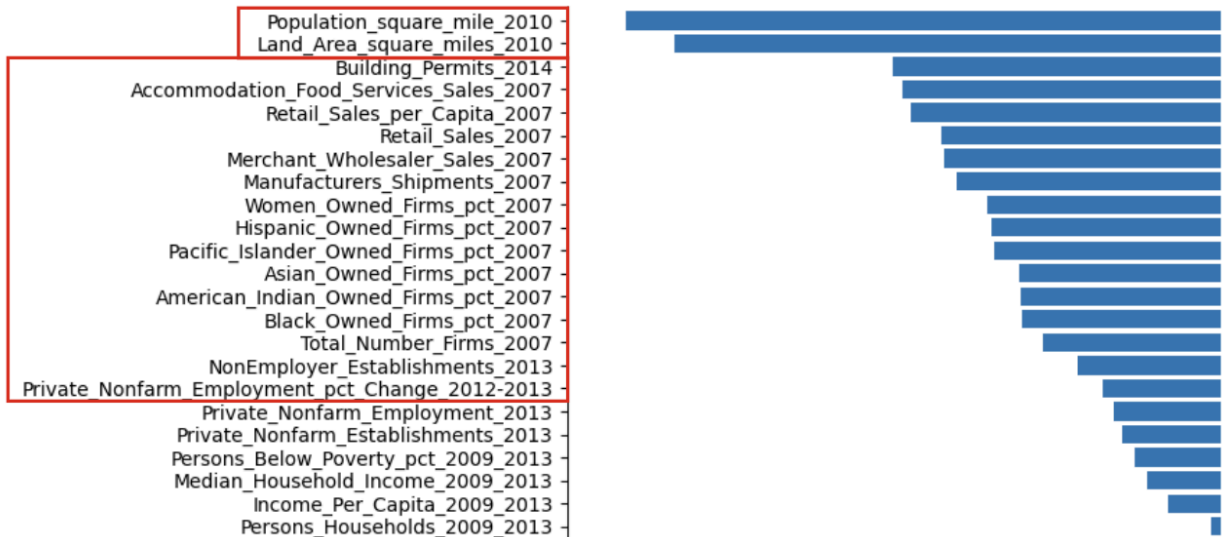 Population_square_mile_2010
Land_Area_square_miles_2010
Building_Permits_2014
Accommodation_Food_Services_Sales_2007
Retail_Sales_per_Capita_2007
Retail_Sales_2007
Merchant_Wholesaler_Sales_2007
Manufacturers_Shipments_2007
Women_Owned_Firms_pct_2007
Hispanic_Owned_Firms_pct_2007
Pacific_Islander_Owned_Firms_pct_2007
Asian_Owned_Firms_pct_2007
American_Indian_Owned_Firms_pct_2007
Black_Owned_Firms_pct_2007
Total_Number_Firms_2007
NonEmployer_Establishments_2013
Private_Nonfarm_Employment_pct_Change_2012-2013
Private_Nonfarm_Employment_2013
Private_Nonfarm_Establishments_2013
Persons_Below_Poverty_pct_2009_2013
Median_Household_Income_2009_2013
Income_Per_Capita_2009_2013
Persons_Households_2009_2013